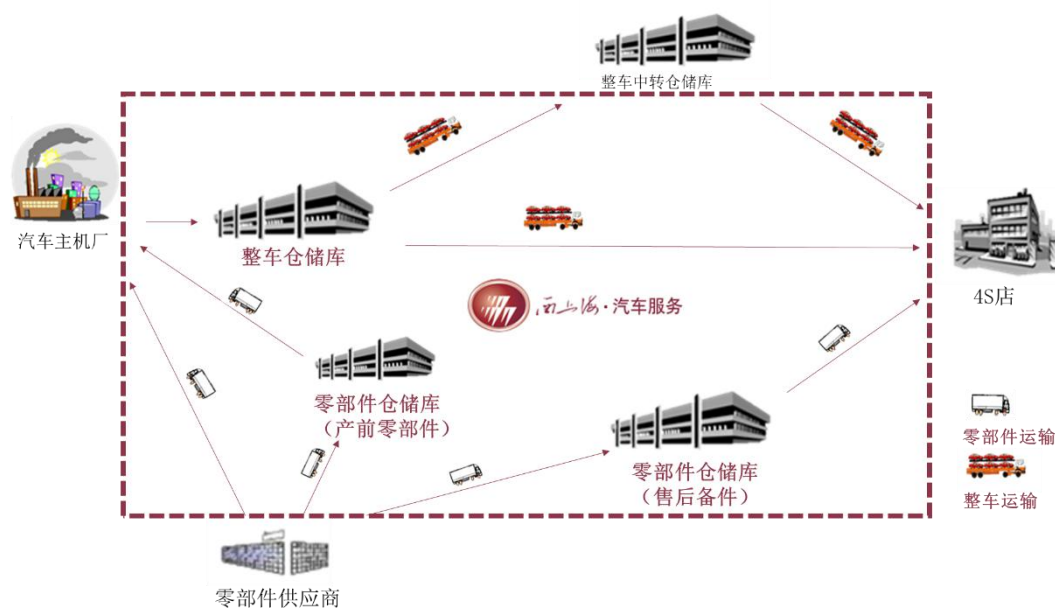 整车中转仓储库
汽车主机厂
整车仓储库
4S店
西上海·汽车服务
零部件仓储库
（产前零部件）
零部件仓储库
（售后备件）
零部件运输
整车运输
零部件供应商